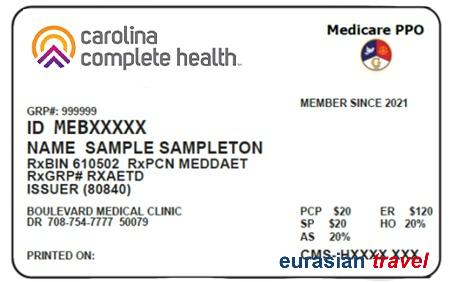 carolina
complete health
Medicare PPO
G
MEMBER SINCE 2021
GRP#: 999999
ID MEBXXXXX
NAME SAMPLE SAMPLETON
RxBIN 610502 RxPCN MEDDAET
RxGRP# RXAETD
ISSUER (80840)
BOULEVARD MEDICAL CLINIC
DR 708-754-7777 50079
PCP $20 ER $120
SP $20 HO 20%
AS 20%
PRINTED ON:
CMS- HXXXX XXX
eurasian travel